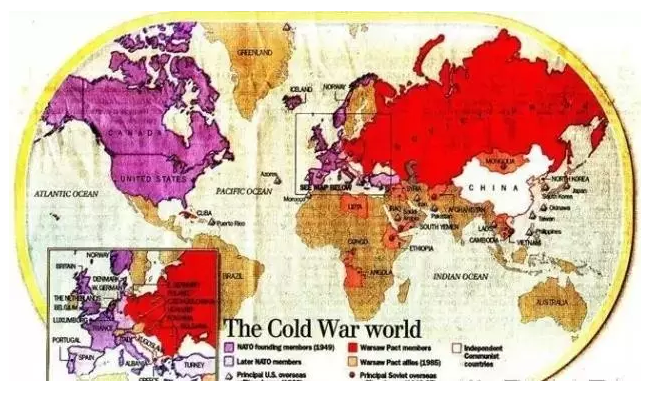 GREENLAND
ICELAND
NORWAY
CANADA
UNITED STATES
ATLANTIC OCEAN
PACIFIC OCEAN
Azores
Morocco
SEE MAP BELOW
CUBA
Puerto Rico
BRAZIL
LIBYA
SYRIA
IRAQ
Iran
Saudi
Pakistan
AFGHANISTAN
SOUTH YEMEN
ETHIOPIA
CONGO
ANGOLA
MONGOLIA
CHINA
NORTH KOREA
South Korea
Japan
Okinawa
Taiwan
Philippines
LAOS
CAMBODIA
VIETNAM
INDIAN OCEAN
AUSTRALIA
NORWAY
BRITAIN
DENMARK
W. GERMANY
THE NETHERLANDS
BELGIUM
LUXEMBOURG
FRANCE
PORTUGAL
SPAIN
ITALY
ALBANIA
GREECE
TURKEY
E. GERMANY
POLAND
CZECHOSLOVAKIA
HUNGARY
ROMANIA
BULGARIA
The Cold War world
NATO founding members (1949)
Later NATO members
Principal U.S. overseas
Warsaw Pact members
Warsaw Pact allies (1985)
Principal Soviet overseas
Independent
Communist
countries